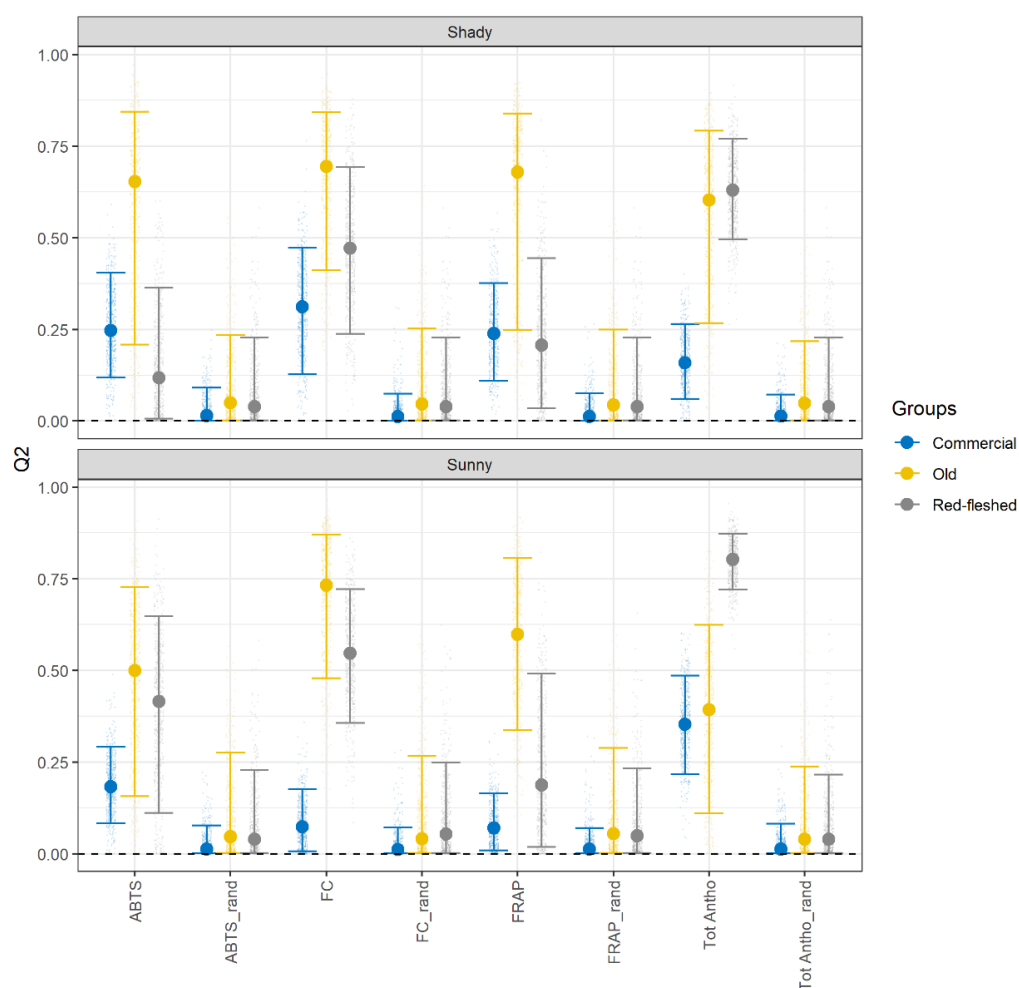 Shady
1.00
0.75
0.50
0.25
0.00
Q2
Sunny
1.00
0.75
0.50
0.25
0.00
ABTS
ABTS_rand
FC
FC_rand
FRAP
FRAP_rand
Tot Antho
Tot Antho_rand
Groups
Commercial
Old
Red-fleshed